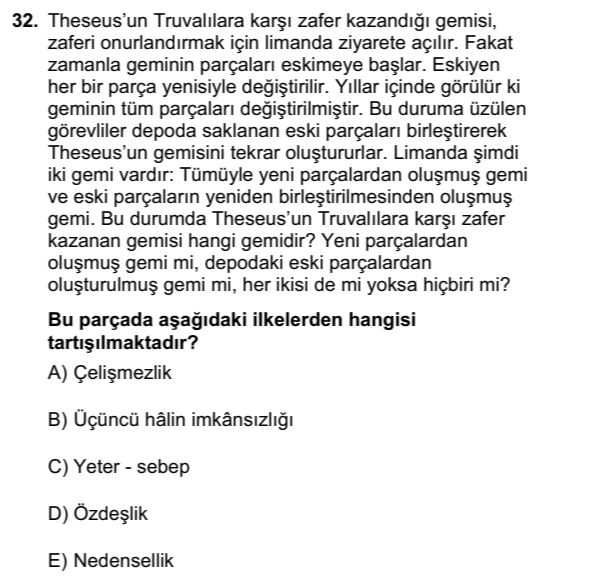 32. Theseus’un Truvalılara karşı zafer kazandığı gemisi,
zaferi onurlandırmak için limanda ziyarete açılır. Fakat
zamanla geminin parçaları eskimeye başlar. Eskiyen
her bir parça yenisiyle değiştirilir. Yıllar içinde görülür ki
geminin tüm parçaları değiştirilmiştir. Bu duruma üzülen
görevliler depoda saklanan eski parçaları birleştirerek
Theseus’un gemisini tekrar oluştururlar. Limanda şimdi
iki gemi vardır: Tümüyle yeni parçalardan oluşmuş gemi
ve eski parçaların yeniden birleştirilmesinden oluşmuş
gemi. Bu durumda Theseus’un Truvalılara karşı zafer
kazanan gemisi hangi gemidir? Yeni parçalardan
oluşmuş gemi mi, depodaki eski parçalardan
oluşturulmuş gemi mi, her ikisi de mi yoksa hiçbiri mi?
Bu parçada aşağıdaki ilkelerden hangisi
tartışılmaktadır?
A) Çelişmezlik
B) Üçüncü hâlin imkânsızlığı
C) Yeter - sebep
D) Özdeşlik
E) Nedensellik